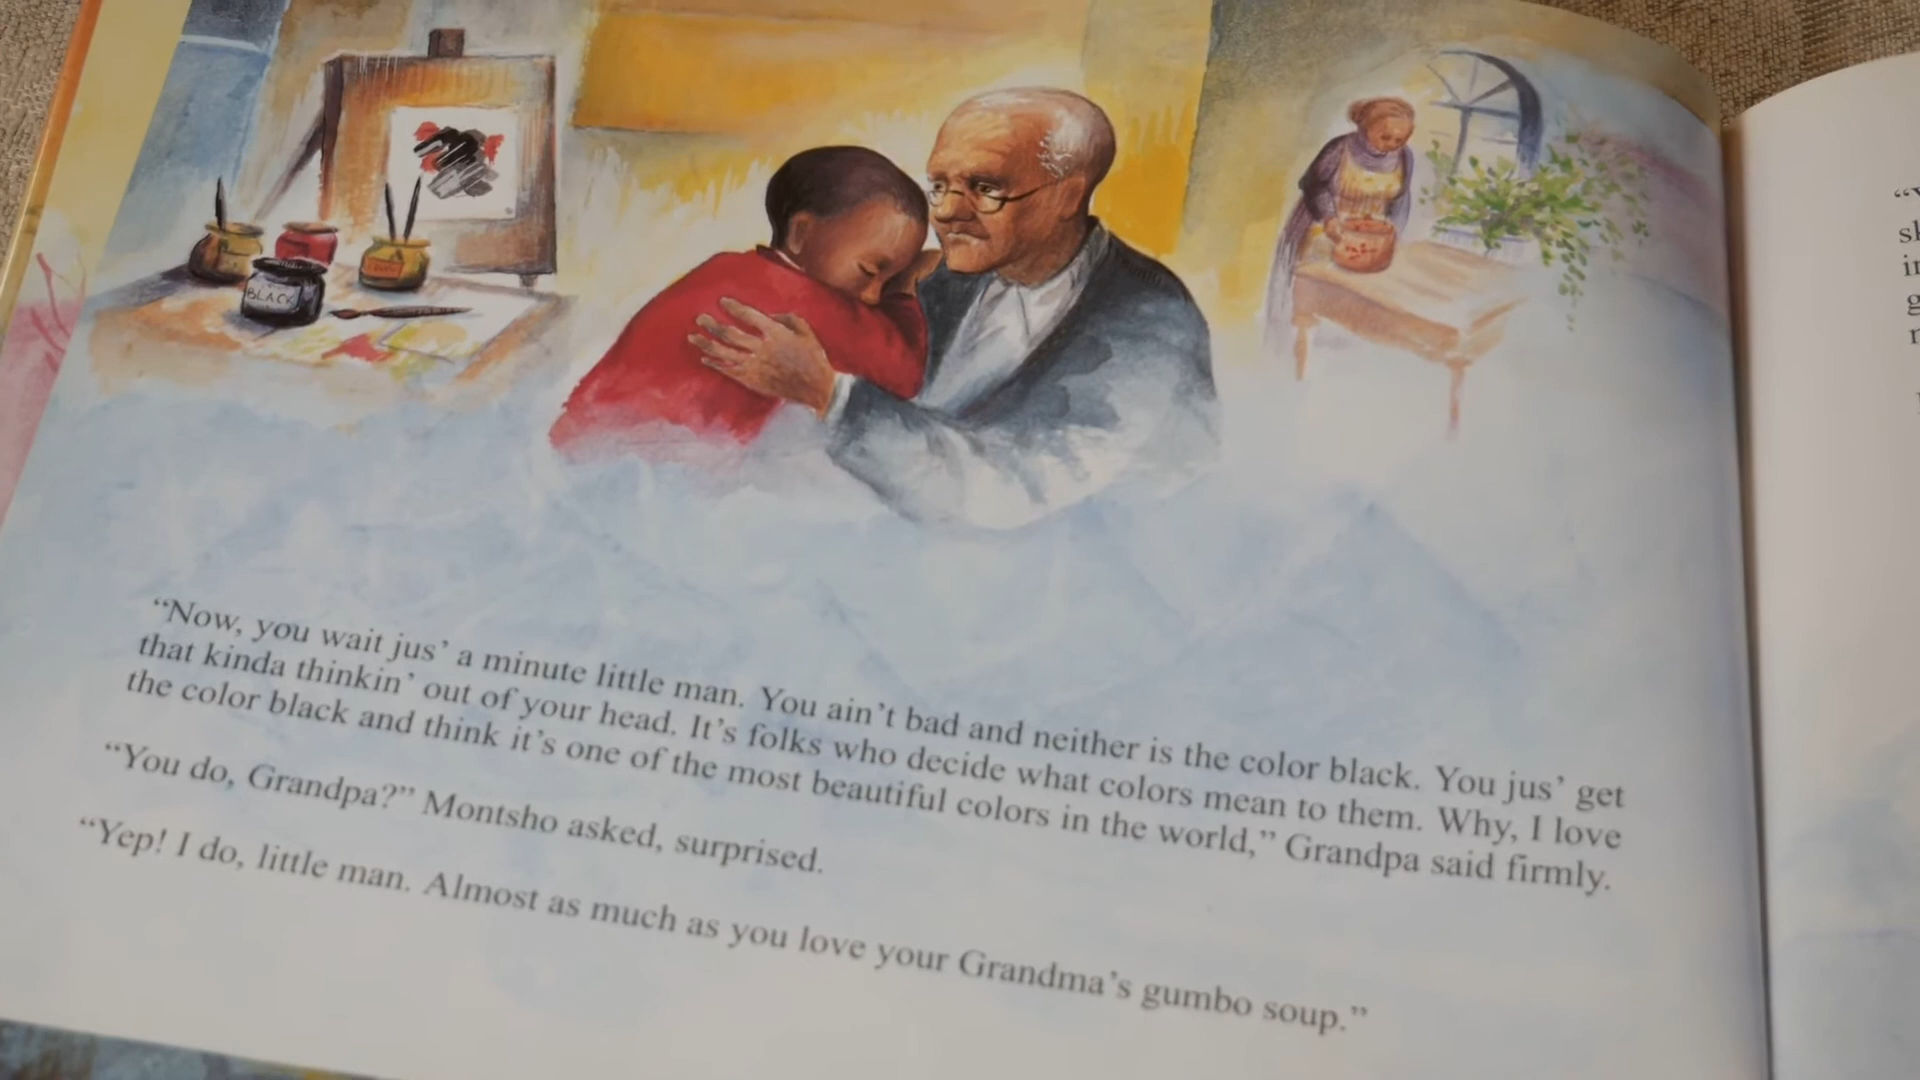 BLACK
“Now, you wait jus’ a minute little man. You ain’t bad and neither is the color black. You jus’ get
that kinda thinkin’ out of your head. It’s folks who decide what colors mean to them. Why, I love
the color black and think it’s one of the most beautiful colors in the world,” Grandpa said firmly.
“You do, Grandpa?” Montsho asked, surprised.
“Yep! I do, little man. Almost as much as you love your Grandma’s gumbo soup.”